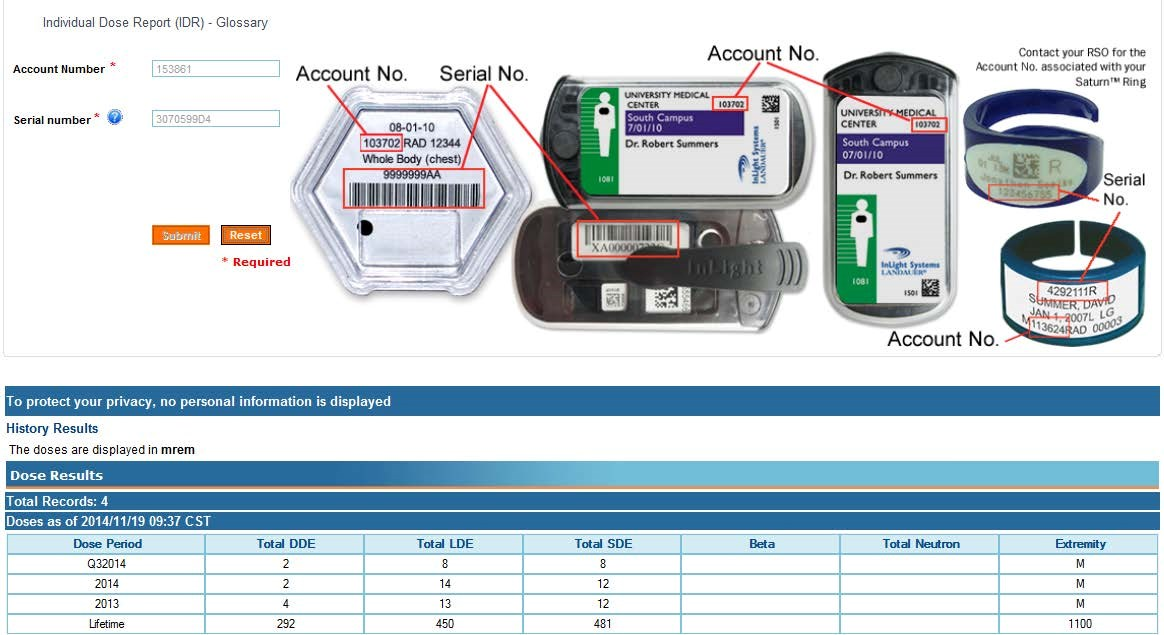 Individual Dose Report (IDR) - Glossary
Account Number *
153861
Serial number *
?
3070599D4
Submit
Reset
* Required
Account No.
Serial No.
08-01-10
103702 RAD 12344
Whole Body (chest)
9999999AA
Account No.
UNIVERSITY MEDICAL
CENTER
103702
South Campus
7/01/10
Dr. Robert Summers
1081
1501
InLight Systems
LANDAUER®
InLight
UNIVERSITY MEDICAL
CENTER
103702
South Campus
07/01/10
Dr. Robert Summers
1081
InLight Systems
LANDAUER®
1501
Contact your RSO for the
Account No. associated with your
Saturn™ Ring
R
Serial
No.
4292111R
SUMMER, DAVID
JAN 1, 2007L LG
M113624RAD 00003
Account No.
To protect your privacy, no personal information is displayed
History Results
The doses are displayed in mrem
Dose Results
Total Records: 4
Doses as of 2014/11/19 09:37 CST
Dose Period Total DDE Total LDE Total SDE Beta Total Neutron Extremity
Q32014 2 8 8 M
2014 2 14 12 M
2013 4 13 12 M
Lifetime 292 450 481 1100